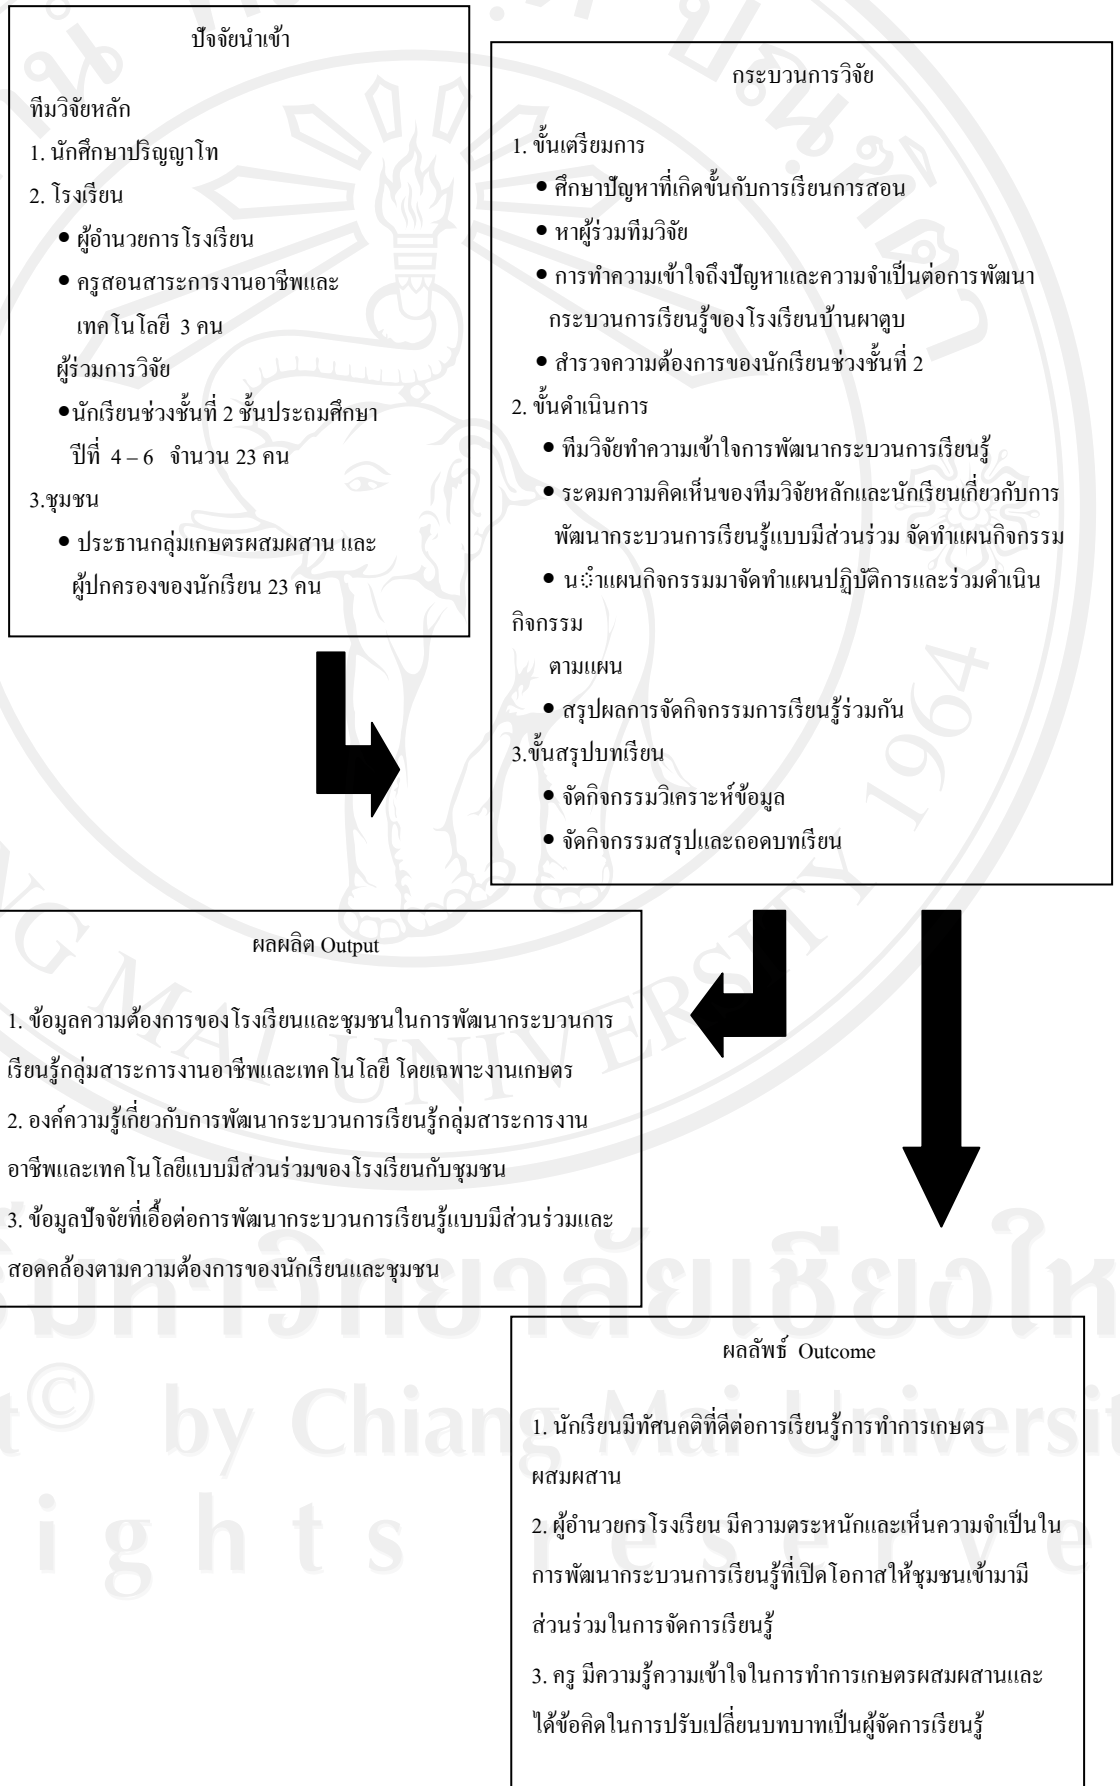 ปัจจัยนำเข้า
ทีมวิจัยหลัก
1. นักศึกษาปริญญาโท
2. โรงเรียน
• ผู้อำนวยการโรงเรียน
• ครูสอนสาระการงานอาชีพและ
เทคโนโลยี 3 คน
ผู้ร่วมการวิจัย
•นักเรียนช่วงชั้นที่ 2 ชั้นประถมศึกษา
ปีที่ 4 – 6 จำนวน 23 คน
3.ชุมชน
• ประธานกลุ่มเกษตรผสมผสาน และ
ผู้ปกครองของนักเรียน 23 คน
กระบวนการวิจัย
1. ขั้นเตรียมการ
• ศึกษาปัญหาที่เกิดขั้นกับการเรียนการสอน
• หาผู้ร่วมทีมวิจัย
• การทำความเข้าใจถึงปัญหาและความจำเป็นต่อการพัฒนา
กระบวนการเรียนรู้ของโรงเรียนบ้านผาตูบ
• สำรวจความต้องการของนักเรียนช่วงชั้นที่ 2
2. ขั้นดำเนินการ
• ทีมวิจัยทำความเข้าใจการพัฒนากระบวนการเรียนรู้
• ระดมความคิดเห็นของทีมวิจัยหลักและนักเรียนเกี่ยวกับการ
พัฒนากระบวนการเรียนรู้แบบมีส่วนร่วม จัดทำแผนกิจกรรม
• นำแผนกิจกรรมมาจัดทำแผนปฏิบัติการและร่วมดำเนิน
กิจกรรม
ตามแผน
• สรุปผลการจัดกิจกรรมการเรียนรู้ร่วมกัน
3.ขั้นสรุปบทเรียน
• จัดกิจกรรมวิเคราะห์ข้อมูล
• จัดกิจกรรมสรุปและถอดบทเรียน
ผลผลิต Output
1. ข้อมูลความต้องการของโรงเรียนและชุมชนในการพัฒนากระบวนการ
เรียนรู้กลุ่มสาระการงานอาชีพและเทคโนโลยี โดยเฉพาะงานเกษตร
2. องค์ความรู้เกี่ยวกับการพัฒนากระบวนการเรียนรู้กลุ่มสาระการงาน
อาชีพและเทคโนโลยีแบบมีส่วนร่วมของโรงเรียนกับชุมชน
3. ข้อมูลปัจจัยที่เอื้อต่อการพัฒนากระบวนการเรียนรู้แบบมีส่วนร่วมและ
สอดคล้องตามความต้องการของนักเรียนและชุมชน
ผลลัพธ์ Outcome
1. นักเรียนมีทัศนคติที่ดีต่อการเรียนรู้การทำการเกษตร
ผสมผสาน
2. ผู้อำนวยกรโรงเรียน มีความตระหนักและเห็นความจำเป็นใน
การพัฒนากระบวนการเรียนรู้ที่เปิดโอกาสให้ชุมชนเข้ามามี
ส่วนร่วมในการจัดการเรียนรู้
3. ครู มีความรู้ความเข้าใจในการทำการเกษตรผสมผสานและ
ได้ข้อคิดในการปรับเปลี่ยนบทบาทเป็นผู้จัดการเรียนรู้
NG MAI UNIVERSITY 1964
มหาวิทยาลัยเชียงให
t© by Chiang Mai Universit
ights reserve